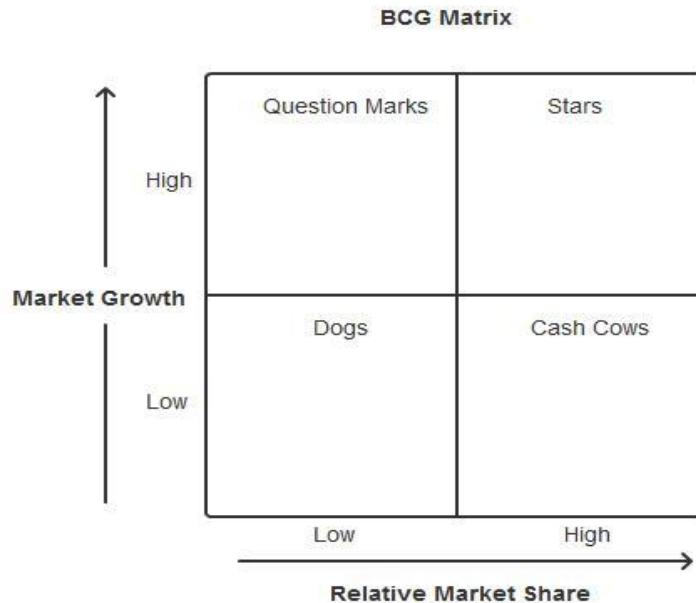 BCG Matrix
Question Marks
Stars
High
Market Growth
Dogs
Cash Cows
Low
Low
High
Relative Market Share